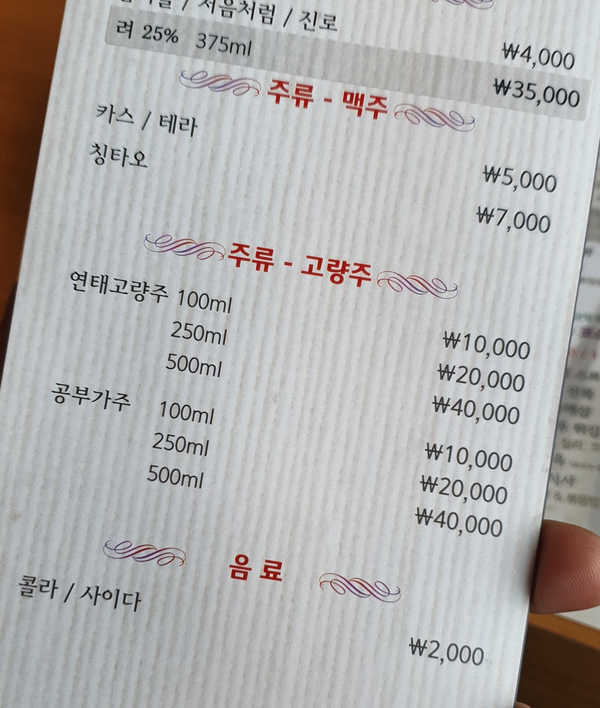 / 처음처럼 / 진로 ₩4,000
려 25% 375ml ₩35,000
주류 - 맥주
카스 / 테라 ₩5,000
칭타오 ₩7,000
주류 - 고량주
연태고량주 100ml ₩10,000
250ml ₩20,000
500ml ₩40,000
공부가주 100ml ₩10,000
250ml ₩20,000
500ml ₩40,000
음료
콜라 / 사이다 ₩2,000